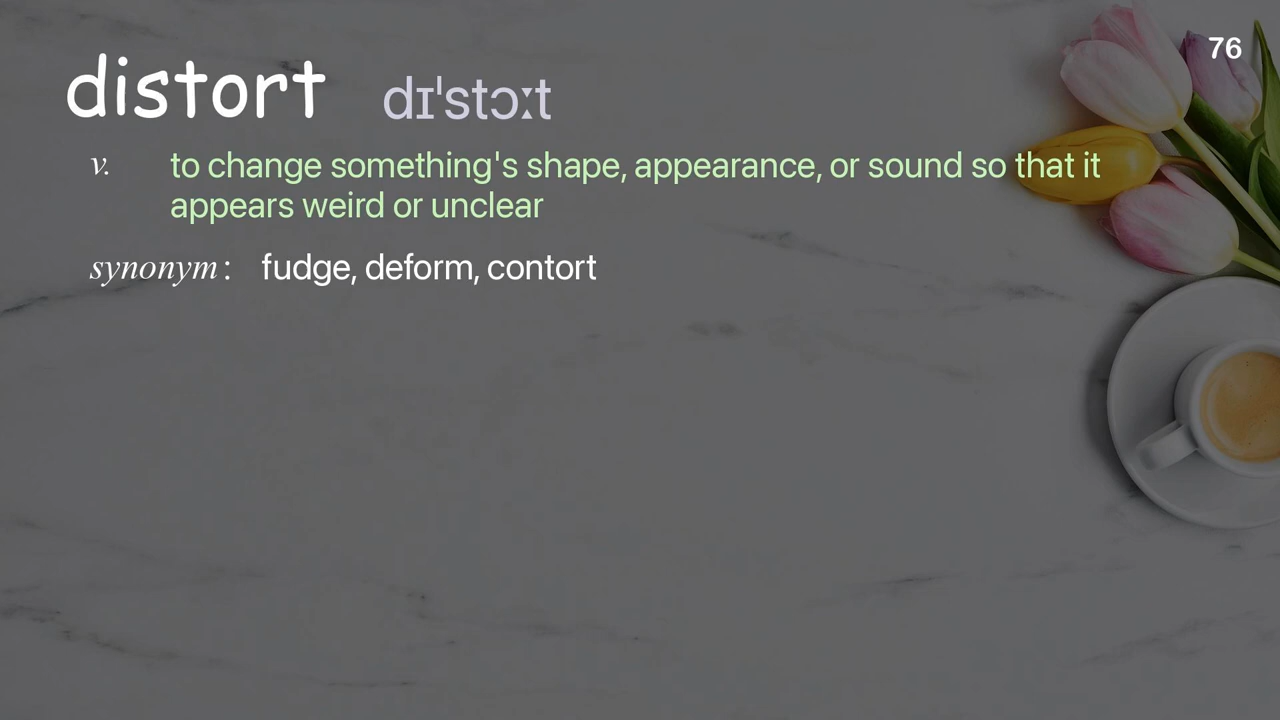 76
distort dɪˈstɔːt
v. to change something's shape, appearance, or sound so that it
appears weird or unclear
synonym: fudge, deform, contort